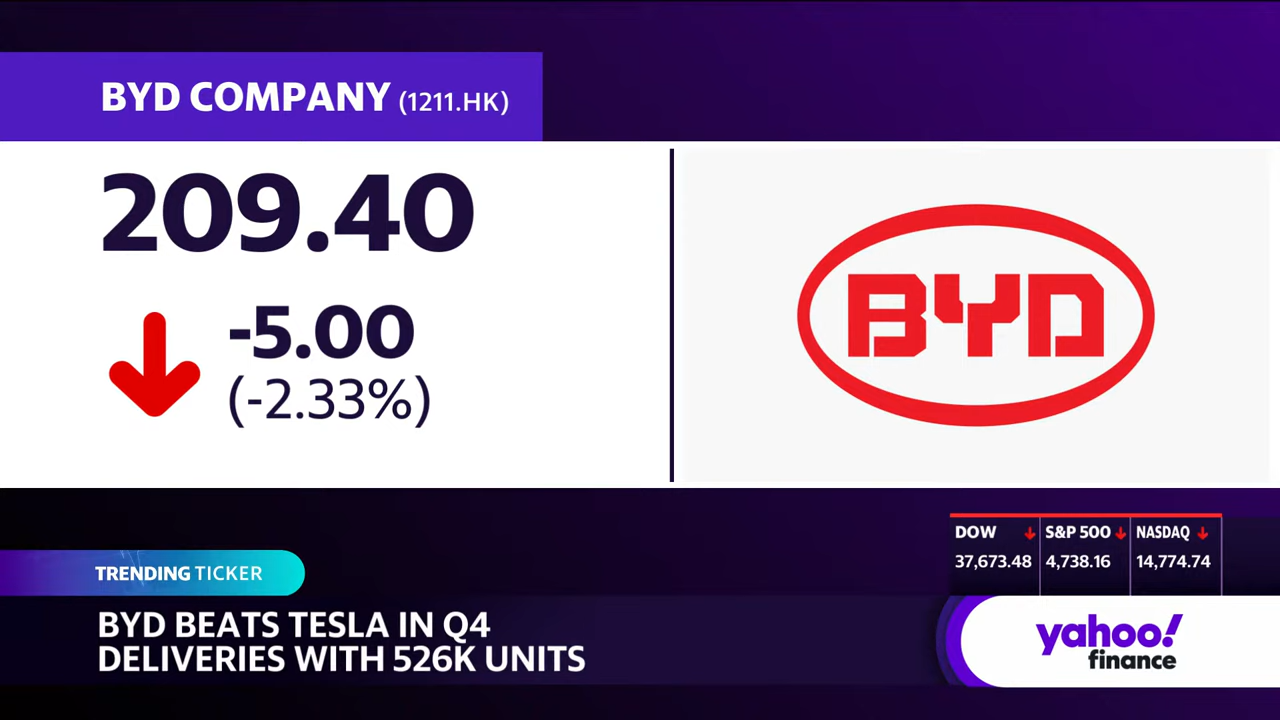 BYD COMPANY (1211.HK)
209.40
-5.00
(-2.33%)
BYD
DOW
37,673.48
S&P 500
4,738.16
NASDAQ
14,774.74
TRENDING TICKER
BYD BEATS TESLA IN Q4
DELIVERIES WITH 526K UNITS
yahoo!
finance